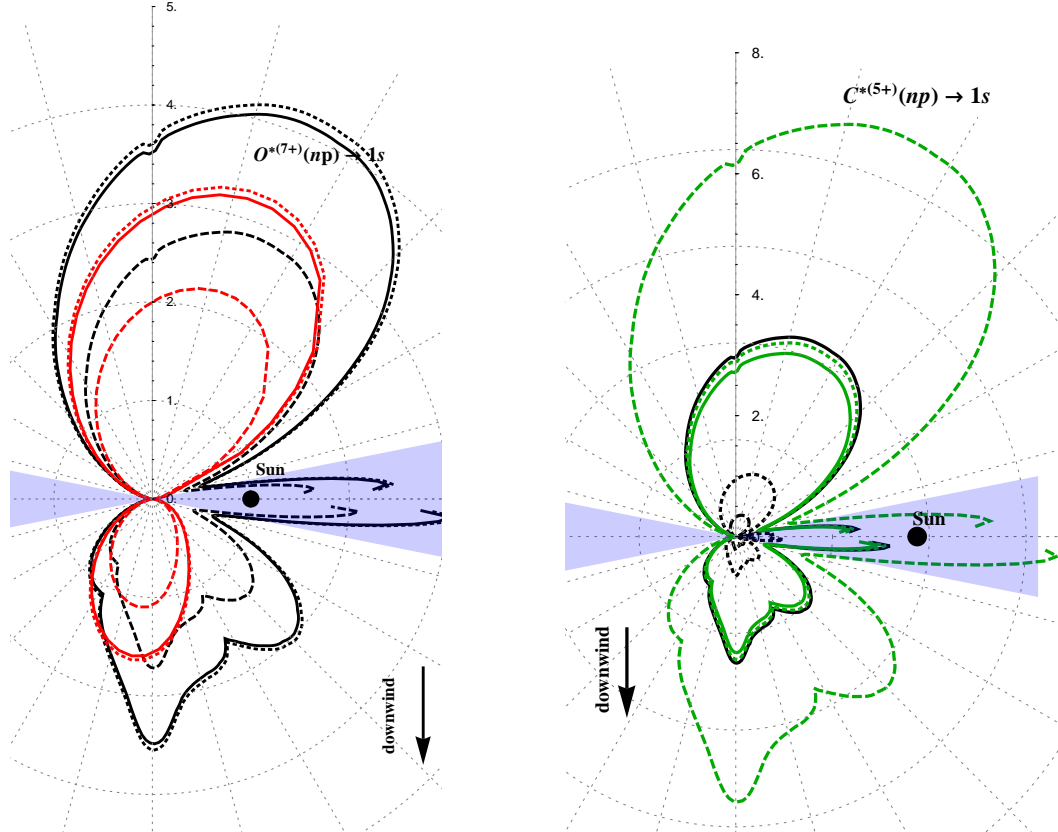 5.
4.
O*(7+)(np) → 1s
3.
2.
1.
Sun
0.
downwind
8.
C*(5+)(np) → 1s
6.
4.
2.
Sun
downwind